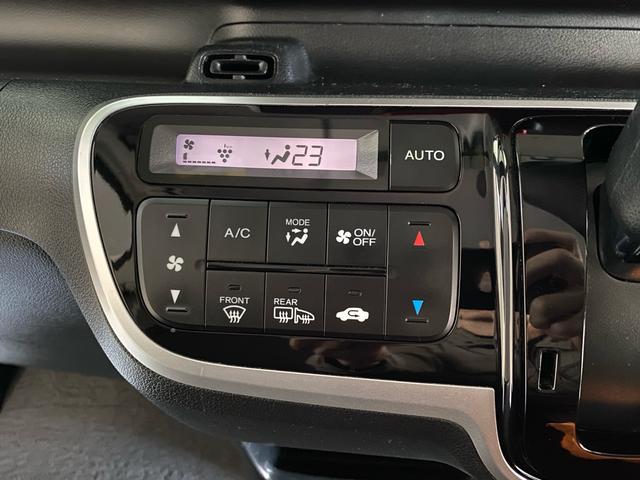 23
AUTO
A/C
MODE
ON/
OFF
FRONT
REAR